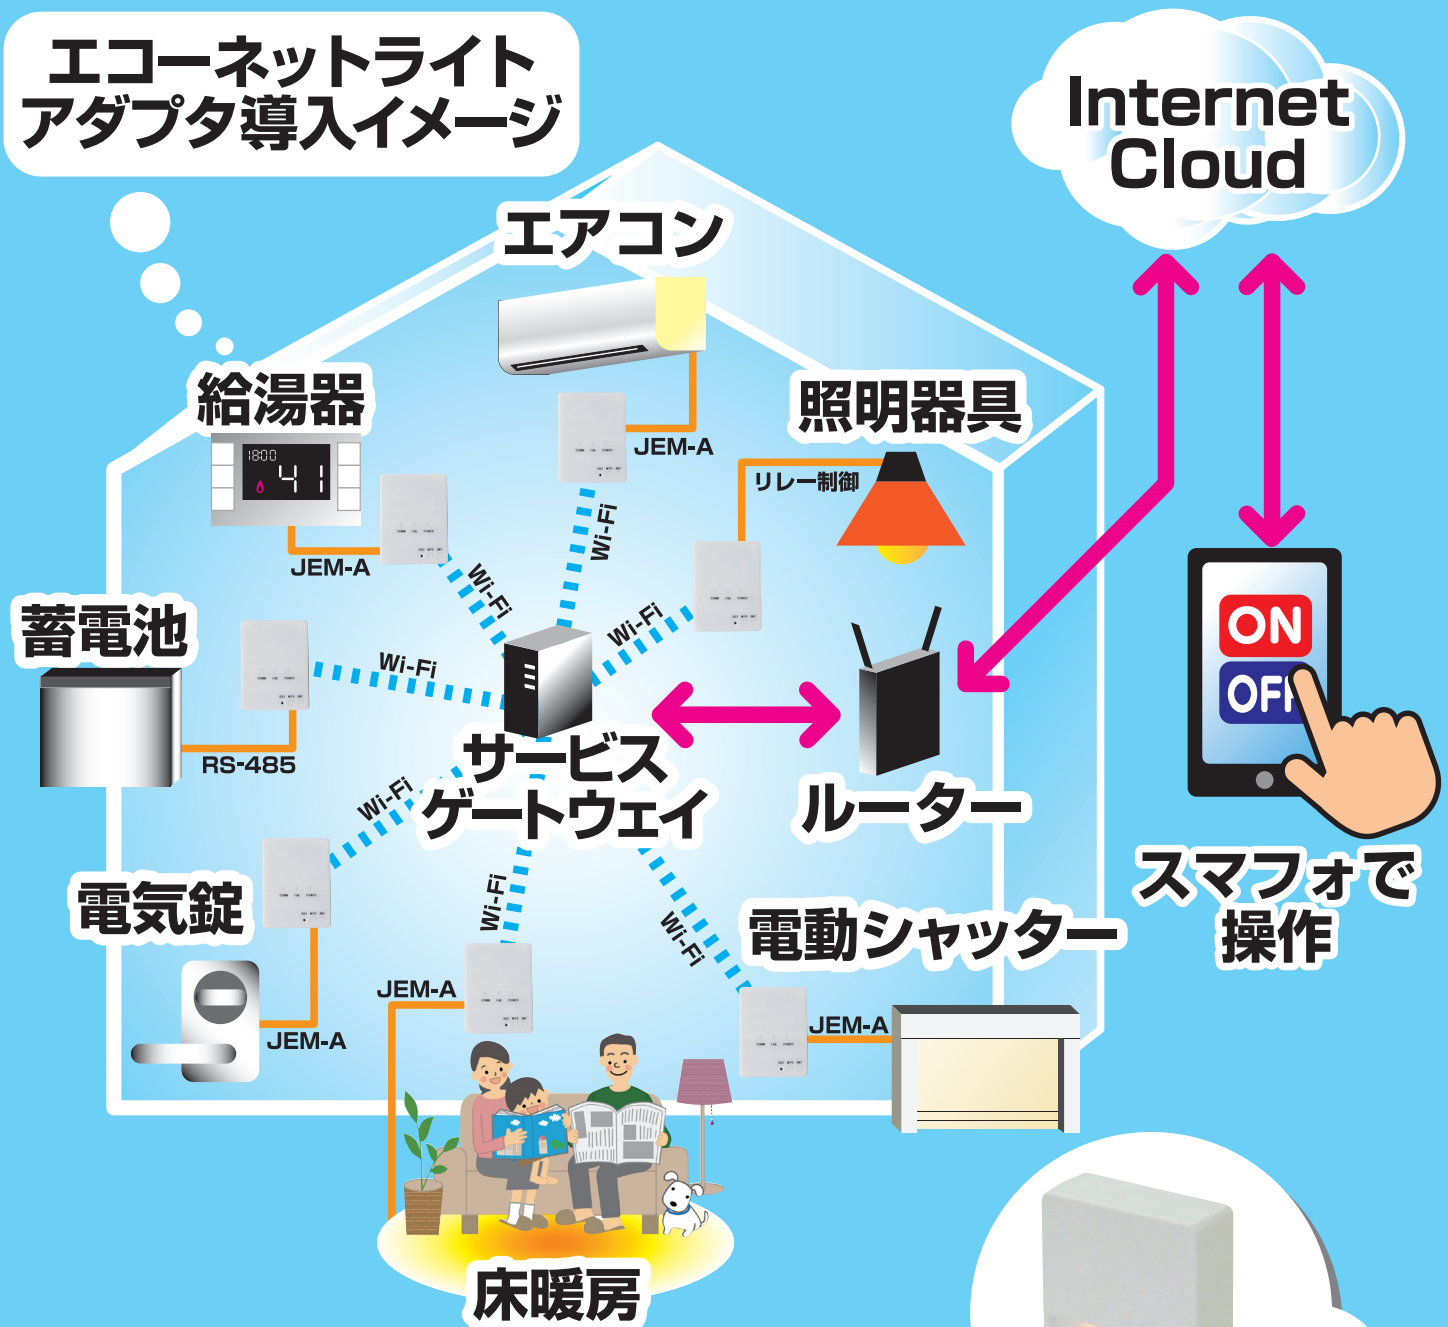 エコーネットライト
アダプタ導入イメージ
Internet
Cloud
エアコン
JEM-A
給湯器
18:00
41
JEM-A
照明器具
リレー制御
Wi-Fi
Wi-Fi
Wi-Fi
蓄電池
RS-485
Wi-Fi
サービス
ゲートウェイ
ルーター
ON
OFF
スマフォで
操作
Wi-Fi
電気錠
JEM-A
Wi-Fi
JEM-A
床暖房
Wi-Fi
電動シャッター
JEM-A